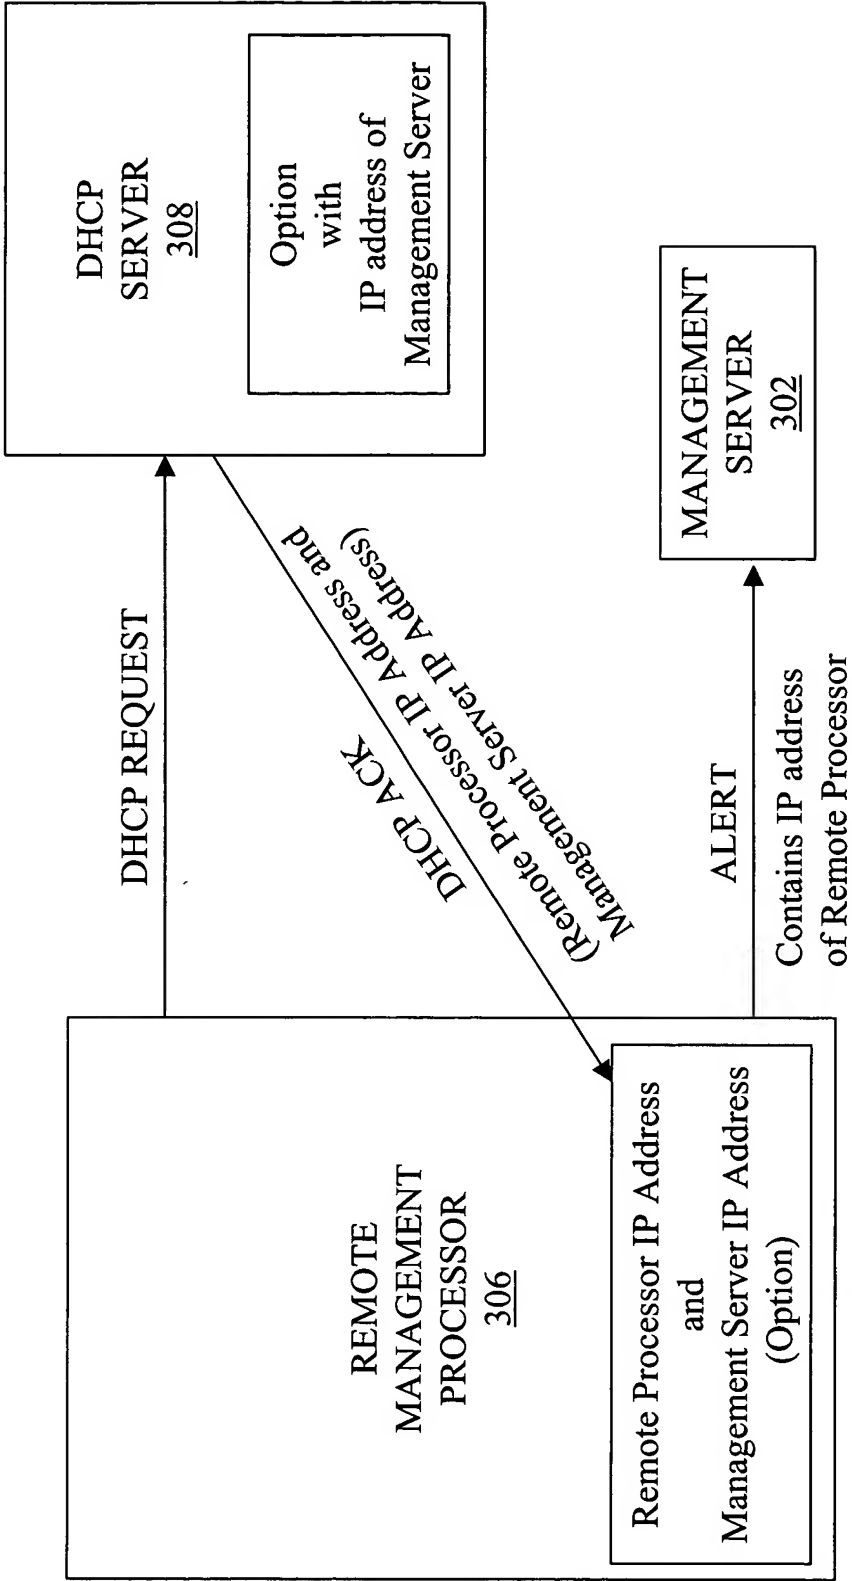 REMOTE
MANAGEMENT
PROCESSOR
306
Remote Processor IP Address
and
Management Server IP Address
(Option)
DHCP REQUEST
DHCP ACK
(Remote Processor IP Address and
Management Server IP Address)
ALERT
Contains IP address
of Remote Processor
DHCP
SERVER
308
Option
with
IP address of
Management Server
MANAGEMENT
SERVER
302